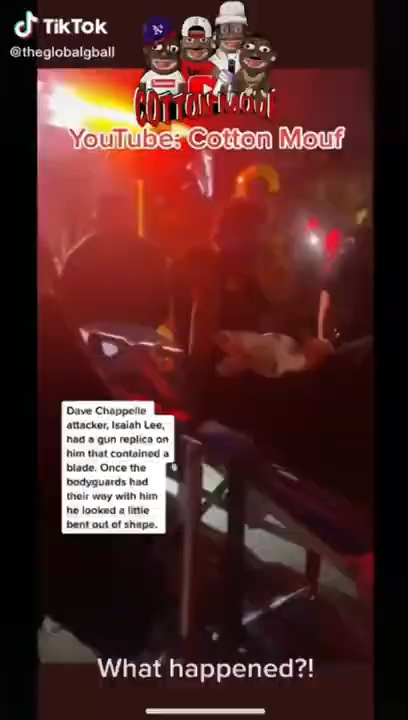 TikTok
@theglobalgball
COTTON MOUF
YouTube: Cotton Mouf
Dave Chappelle
attacker, Isaiah Lee,
had a gun replica on
him that contained a
blade. Once the
bodyguards had
their way with him
he looked a little
bent out of shape.
What happened?!